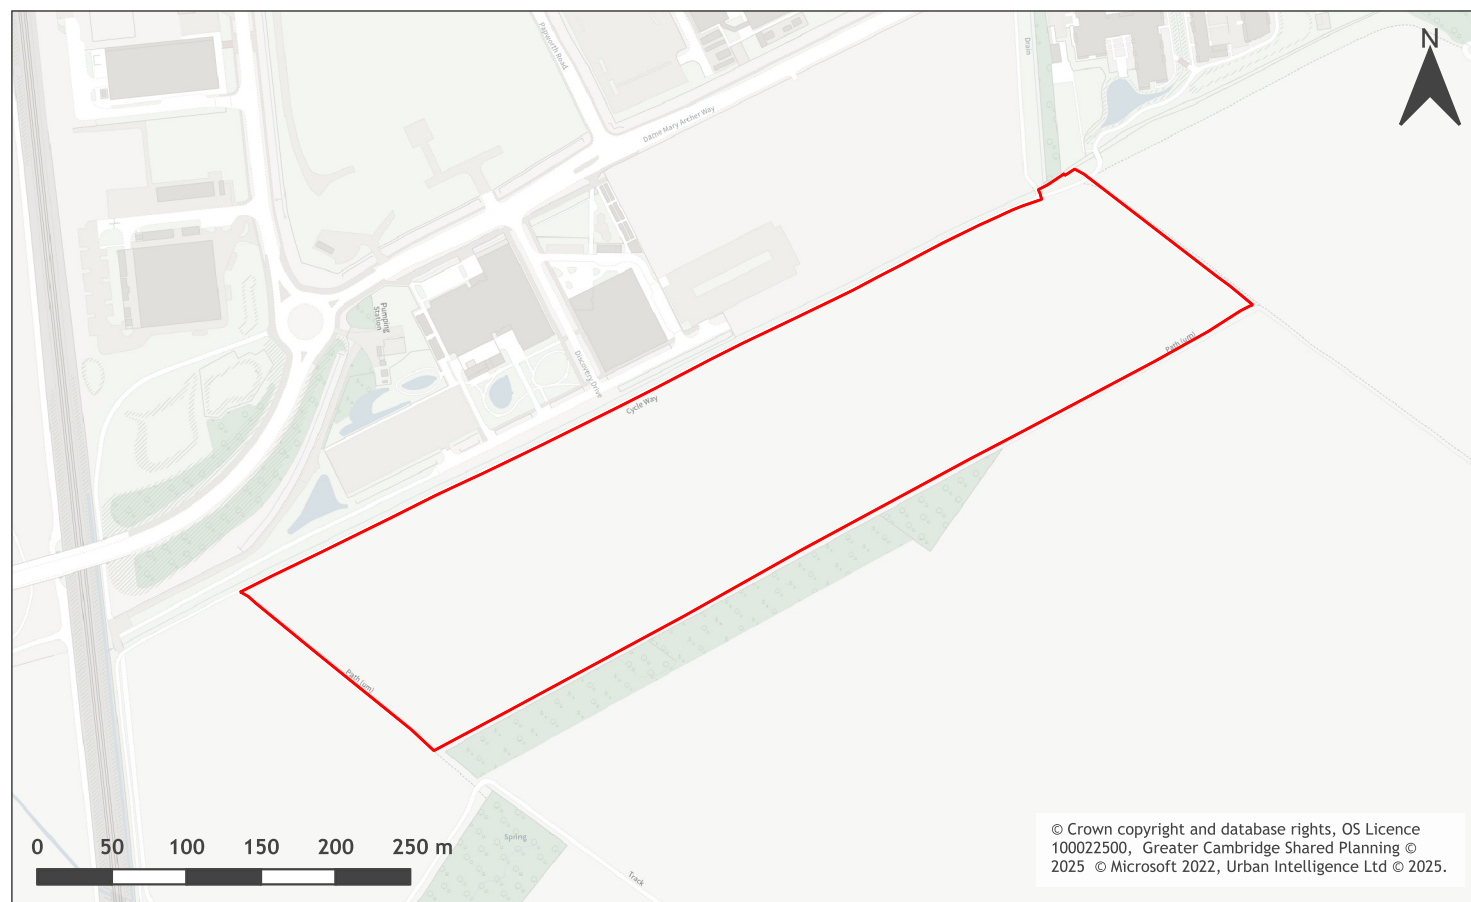 Papworth Road
Drain
N
Dame Mary Archer Way
Pumping
Station
Discovery Drive
Path (um)
Cycle Way
Path (um)
Spring
Track
0 50 100 150 200 250 m
© Crown copyright and database rights, OS Licence
100022500, Greater Cambridge Shared Planning ©
2025 © Microsoft 2022, Urban Intelligence Ltd © 2025.